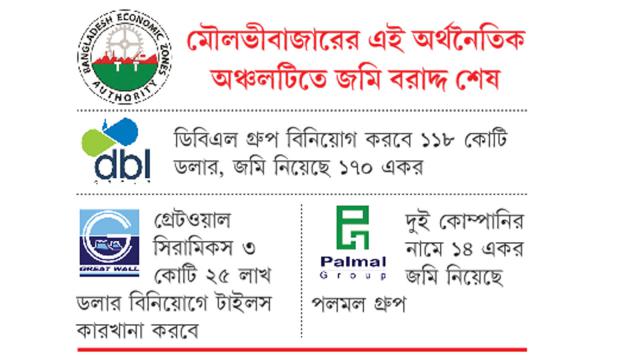 BANGLADESH ECONOMIC ZONES
AUTHORITY
মৌলভীবাজারের এই অর্থনৈতিক
অঞ্চলটিতে জমি বরাদ্দ শেষ
dbl
ডিবিএল গ্রুপ বিনিয়োগ করবে ১১৮ কোটি
ডলার, জমি নিয়েছে ১৭০ একর
GREAT WALL
গ্রেটওয়াল
সিরামিকস ৩
কোটি ২৫ লাখ
ডলার বিনিয়োগে টাইলস
কারখানা করবে
Palmal
Group
দুই কোম্পানির
নামে ১৪ একর
জমি নিয়েছে
পলমল গ্রুপ